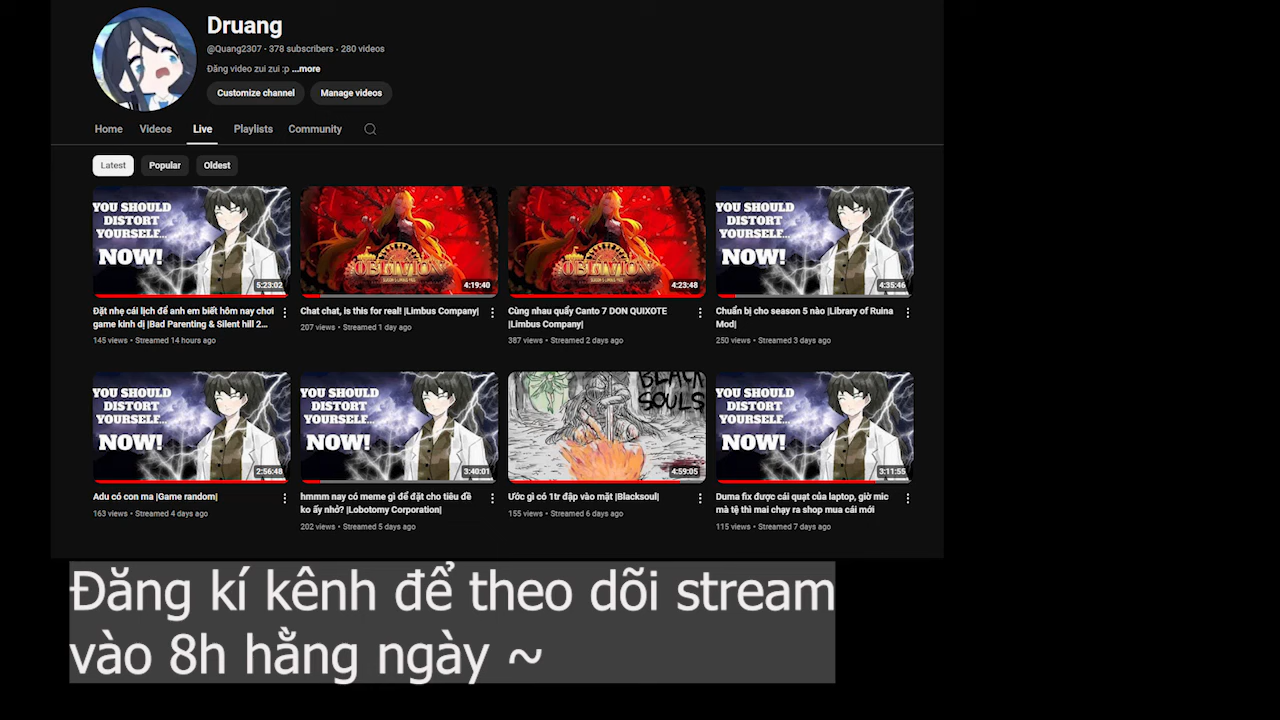 Druang
@Quang2307 · 378 subscribers · 280 videos
Đăng video zui zui :p ...more
Customize channel Manage videos
Home Videos Live Playlists Community
Latest Popular Oldest
YOU SHOULD
DISTORT
YOURSELF...
NOW!
5:23:02
OBLIVION
4:19:40
OBLIVION
4:23:48
YOU SHOULD
DISTORT
YOURSELF...
NOW!
4:35:46
Đặt nhẹ cái lịch để anh em biết hôm nay chơi
game kinh dị |Bad Parenting & Silent hill 2...
145 views • Streamed 14 hours ago
Chat chat, is this for real! |Limbus Company|
207 views • Streamed 1 day ago
Cùng nhau quẩy Canto 7 DON QUIXOTE
|Limbus Company|
387 views • Streamed 2 days ago
Chuẩn bị cho season 5 nào |Library of Ruina
Mod|
250 views • Streamed 3 days ago
YOU SHOULD
DISTORT
YOURSELF...
NOW!
2:56:48
YOU SHOULD
DISTORT
YOURSELF...
NOW!
3:40:01
BLACK
SOULS
4:59:05
YOU SHOULD
DISTORT
YOURSELF...
NOW!
3:11:55
Adu có con ma |Game random|
163 views • Streamed 4 days ago
hmmm nay có meme gì để đặt cho tiêu đề
ko ấy nhở? |Lobotomy Corporation|
202 views • Streamed 5 days ago
Ước gì có 1tr đập vào mặt |Blacksoul|
155 views • Streamed 6 days ago
Duma fix được cái quạt của laptop, giờ mic
mà tệ thì mai chạy ra shop mua cái mới
115 views • Streamed 7 days ago
Đăng kí kênh để theo dõi stream
vào 8h hằng ngày ~